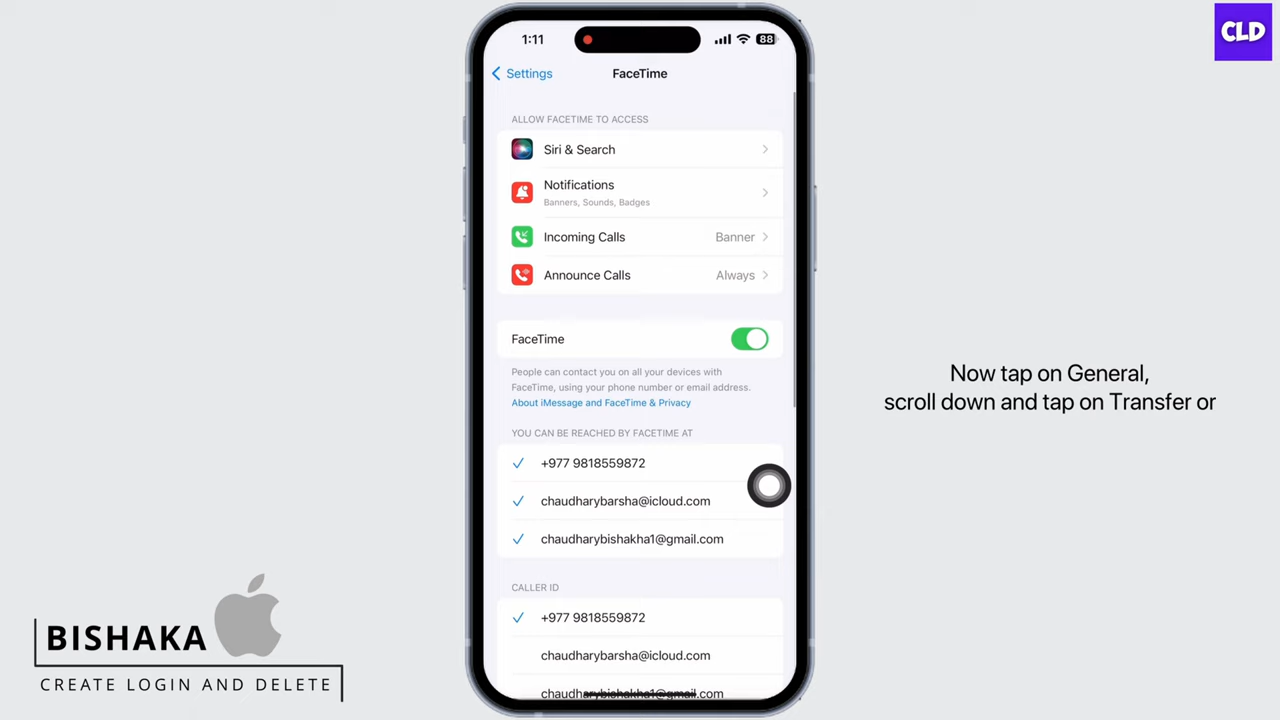 CLD
1:11
88
Settings
FaceTime
ALLOW FACETIME TO ACCESS
Siri & Search
Notifications
Banners, Sounds, Badges
Incoming Calls Banner
Announce Calls Always
FaceTime
People can contact you on all your devices with
FaceTime, using your phone number or email address.
About iMessage and FaceTime & Privacy
YOU CAN BE REACHED BY FACETIME AT
+977 9818559872
chaudharybarsha@icloud.com
chaudharybishakha1@gmail.com
CALLER ID
+977 9818559872
chaudharybarsha@icloud.com
chaudharybishakha1@gmail.com
Now tap on General,
scroll down and tap on Transfer or
BISHAKA
CREATE LOGIN AND DELETE